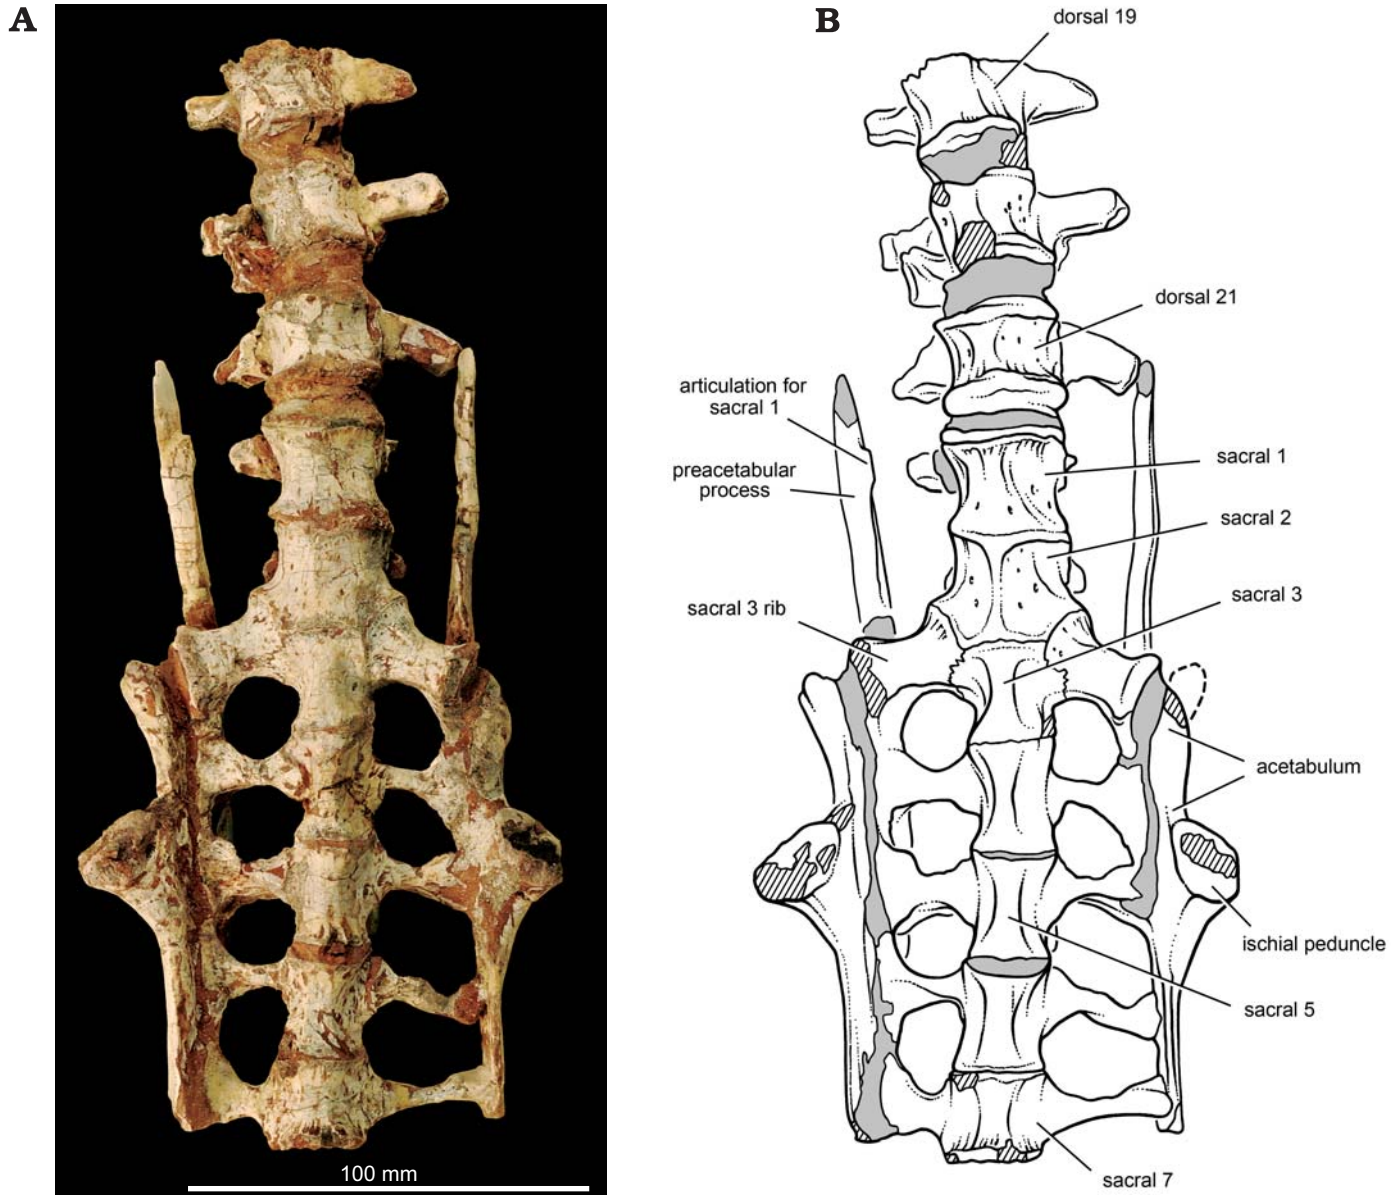 A
B
dorsal 19
dorsal 21
articulation for
sacral 1
preacetabular
process
sacral 1
sacral 2
sacral 3
sacral 3 rib
acetabulum
ischial peduncle
sacral 5
sacral 7
100 mm